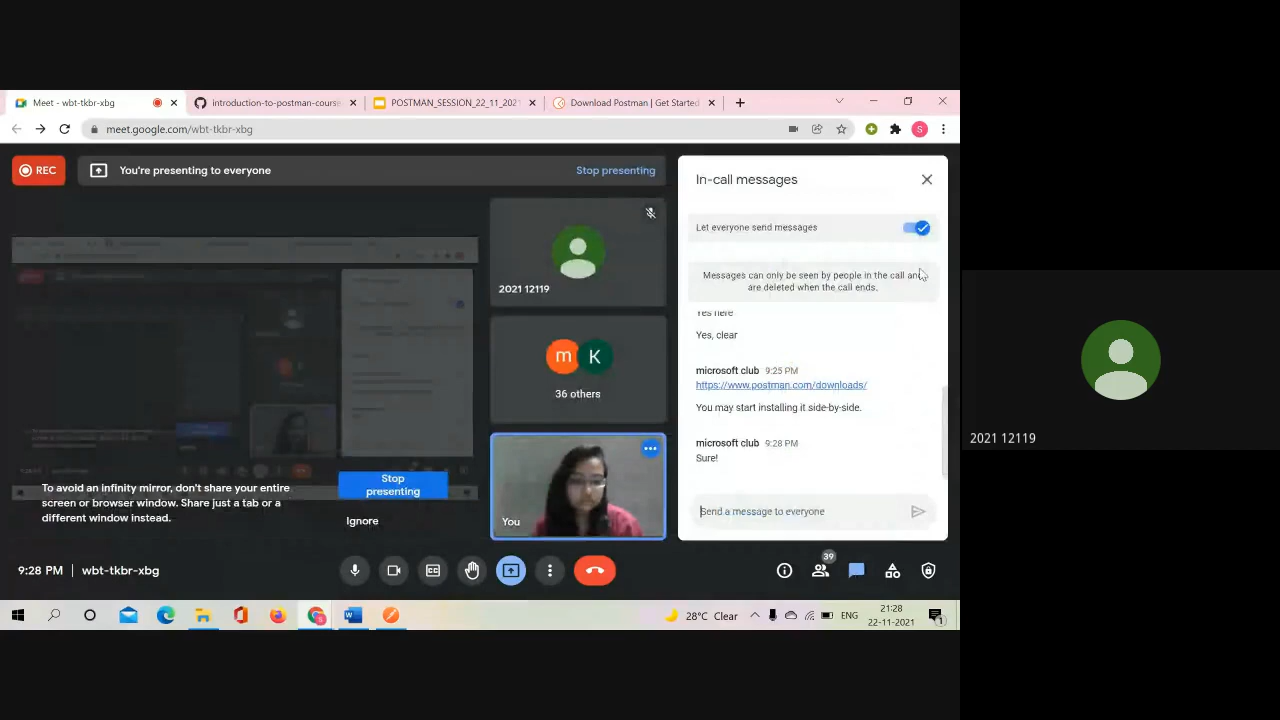 Meet - wbt-tkbr-xbg
introduction-to-postman-course
POSTMAN_SESSION_22_11_2021
Download Postman | Get Started
meet.google.com/wbt-tkbr-xbg
S
REC
You're presenting to everyone
Stop presenting
In-call messages
Let everyone send messages
Messages can only be seen by people in the call and
are deleted when the call ends.
Yes here
Yes, clear
microsoft club 9:25 PM
https://www.postman.com/downloads/
You may start installing it side-by-side.
microsoft club 9:28 PM
Sure!
Send a message to everyone
2021 12119
m K
36 others
You
To avoid an infinity mirror, don't share your entire
screen or browser window. Share just a tab or a
different window instead.
Stop
presenting
Ignore
9:28 PM | wbt-tkbr-xbg
CC
39
28°C Clear
ENG
21:28
22-11-2021
1
2021 12119